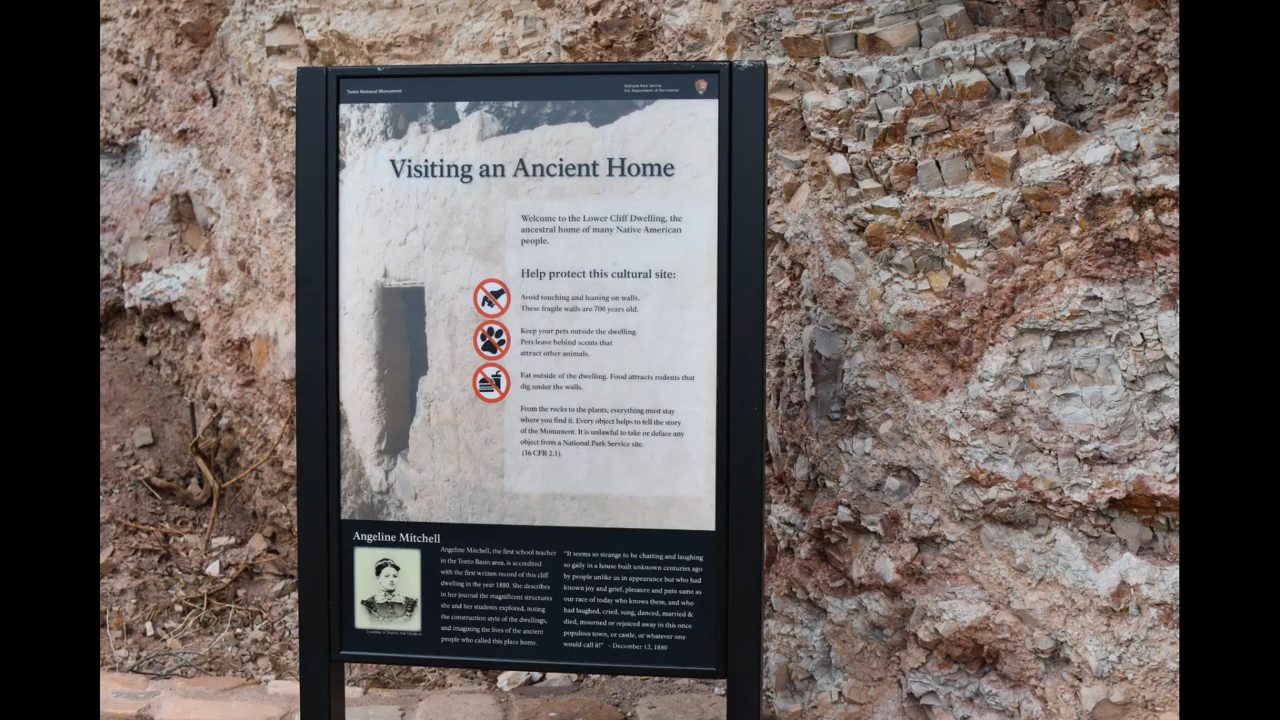 Tonto National Monument
National Park Service
U.S. Department of the Interior
Visiting an Ancient Home
Welcome to the Lower Cliff Dwelling, the
ancestral home of many Native American
people.
Help protect this cultural site:
Avoid touching and leaning on walls.
These fragile walls are 700 years old.
Keep your pets outside the dwelling.
Pets leave behind scents that
attract other animals.
Eat outside of the dwelling. Food attracts rodents that
dig under the walls.
From the rocks to the plants, everything must stay
where you find it. Every object helps to tell the story
of the Monument. It is unlawful to take or deface any
object from a National Park Service site.
(36 CFR 2.1).
Angeline Mitchell
Angeline Mitchell, the first school teacher
in the Tonto Basin area, is accredited
with the first written record of this cliff
dwelling in the year 1880. She describes
in her journal the magnificent structures
she and her students explored, noting
the construction style of the dwellings,
and imagining the lives of the ancient
people who called this place home.
Courtesy of Sharlot Hall Museum
"It seems so strange to be chatting and laughing
so gaily in a house built unknown centuries ago
by people unlike us in appearance but who had
known joy and grief, pleasure and pain same as
our race of today who knows them, and who
had laughed, cried, sung, danced, married &
died, mourned or rejoiced away in this once
populous town, or castle, or whatever one
would call it!" - December 12, 1880